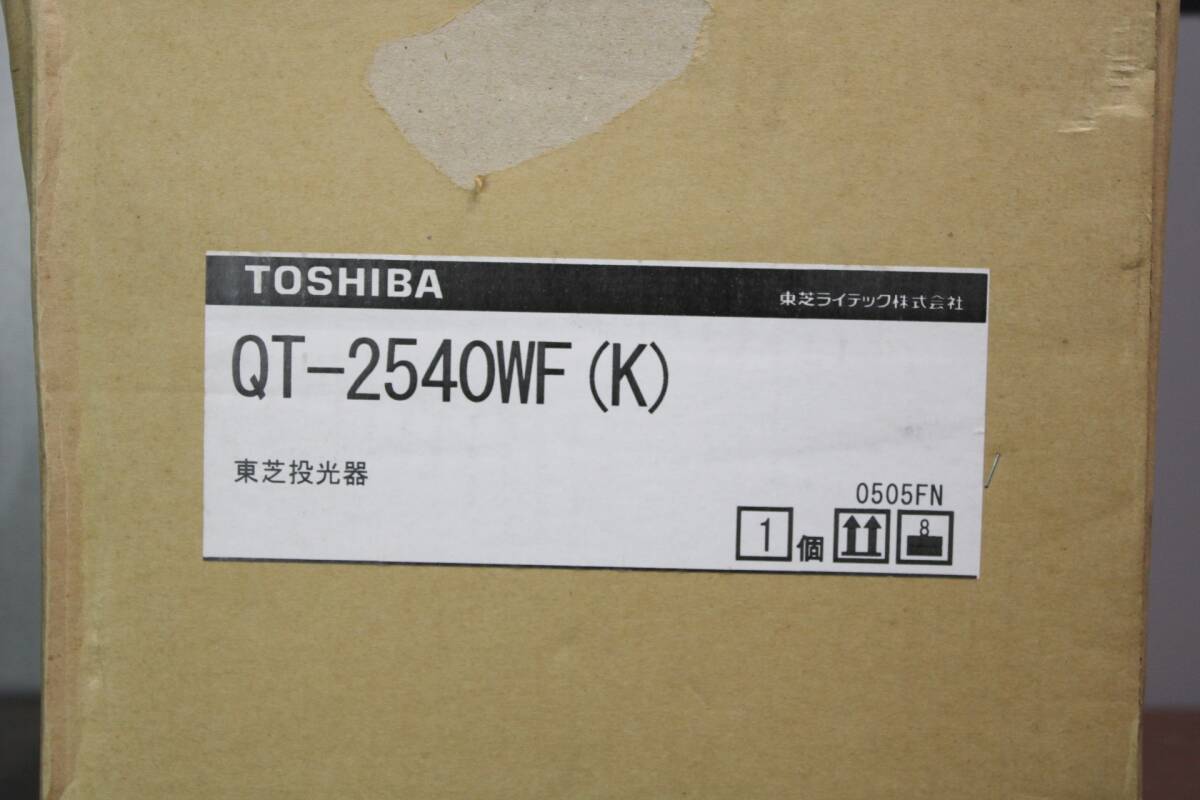 TOSHIBA
東芝ライテック株式会社
QT-2540WF(K)
東芝投光器
0505FN
1個
8